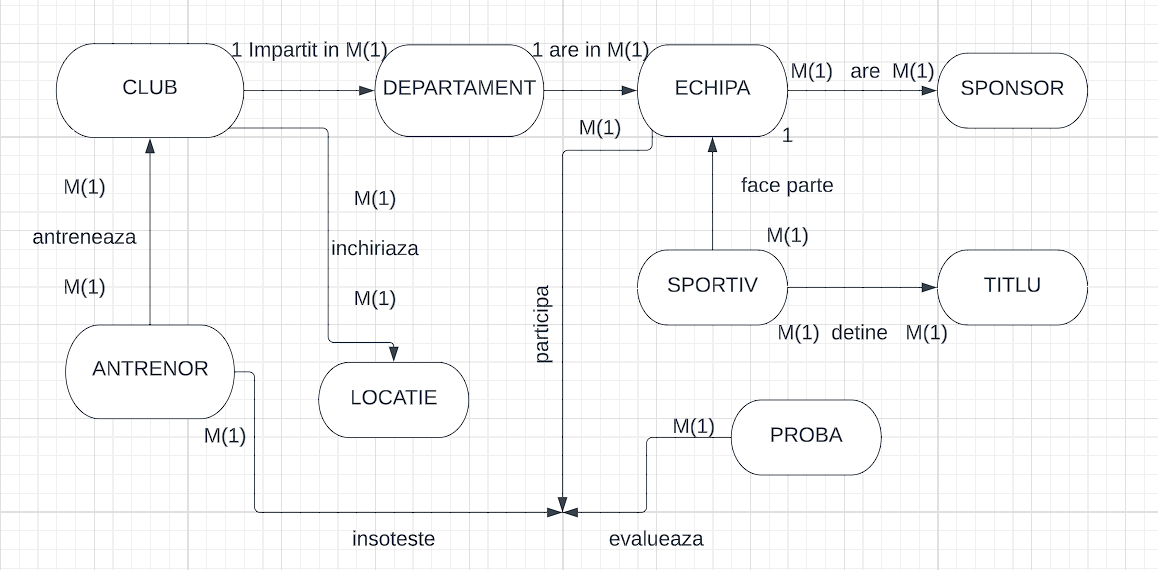 1 Impartit in M(1)
1 are in M(1)
CLUB
DEPARTAMENT
ECHIPA
M(1) are M(1)
SPONSOR
M(1)
1
M(1)
face parte
M(1)
antreneaza
inchiriaza
M(1)
M(1)
M(1)
SPORTIV
TITLU
participa
M(1) detine M(1)
ANTRENOR
LOCATIE
M(1)
M(1)
PROBA
insoteste
evalueaza